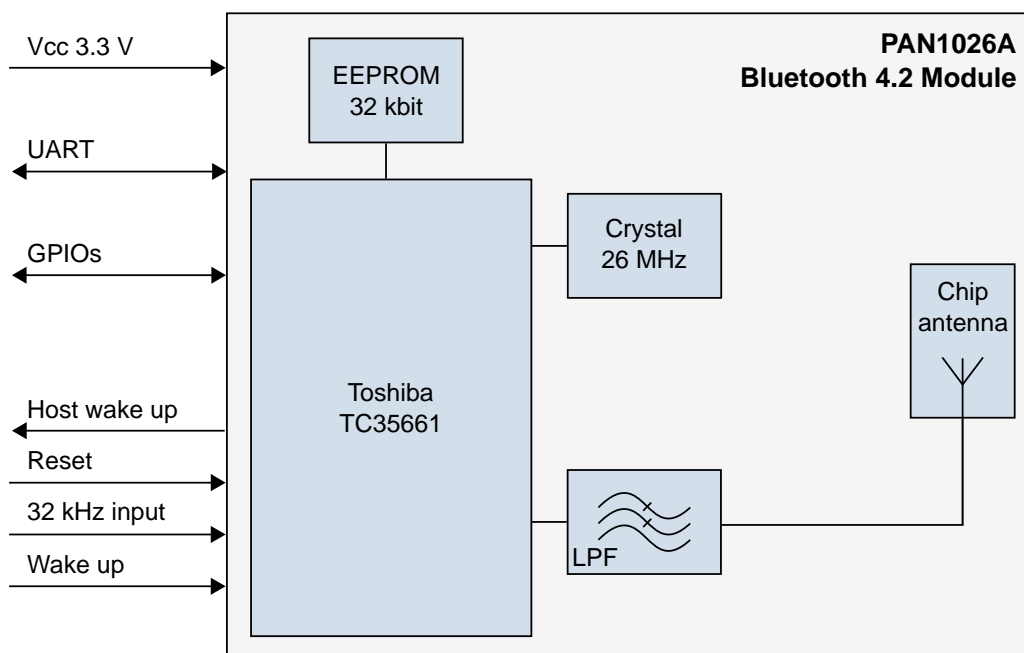 Vcc 3.3 V
UART
GPIOs
Host wake up
Reset
32 kHz input
Wake up
PAN1026A
Bluetooth 4.2 Module
EEPROM
32 kbit
Crystal
26 MHz
Chip
antenna
Toshiba
TC35661
LPF